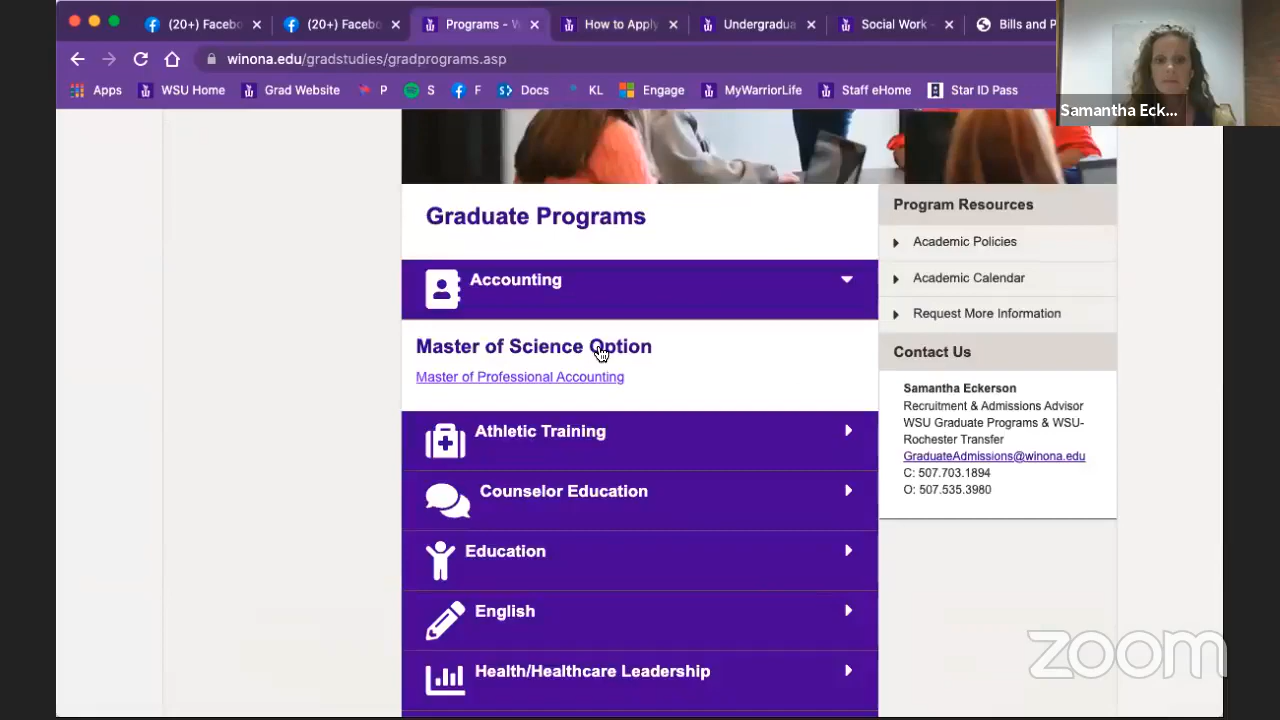 (20+) Facebo
(20+) Facebo
Programs - W
How to Apply
Undergradua
Social Work -
Bills and P
winona.edu/gradstudies/gradprograms.asp
Apps
WSU Home
Grad Website
P
S
F
Docs
KL
Engage
MyWarriorLife
Staff eHome
Star ID Pass
Samantha Eck...
Graduate Programs
Accounting
Master of Science Option
Master of Professional Accounting
Athletic Training
Counselor Education
Education
English
Health/Healthcare Leadership
Program Resources
Academic Policies
Academic Calendar
Request More Information
Contact Us
Samantha Eckerson
Recruitment & Admissions Advisor
WSU Graduate Programs & WSU-
Rochester Transfer
GraduateAdmissions@winona.edu
C: 507.703.1894
O: 507.535.3980
zoom